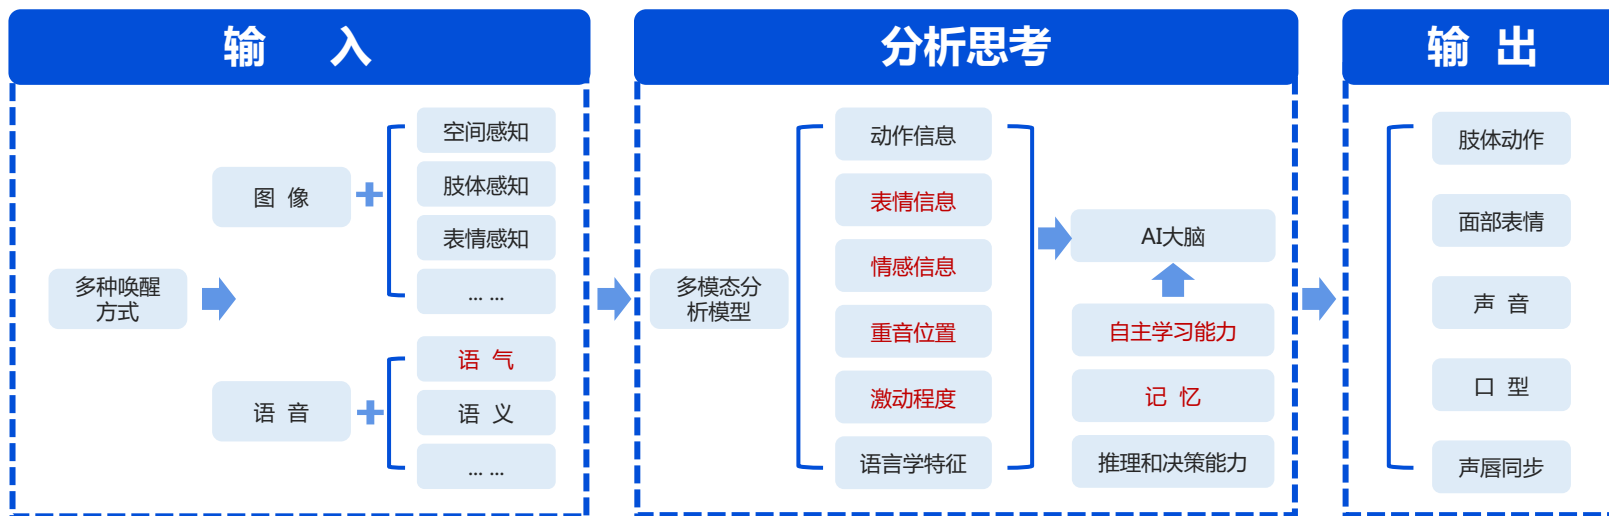 输 入
多种唤醒
方式
图 像
空间感知
肢体感知
表情感知
... ...
语 音
语 气
语 义
... ...
分析思考
多模态分
析模型
动作信息
表情信息
情感信息
重音位置
激动程度
语言学特征
AI大脑
自主学习能力
记 忆
推理和决策能力
输 出
肢体动作
面部表情
声 音
口 型
声唇同步